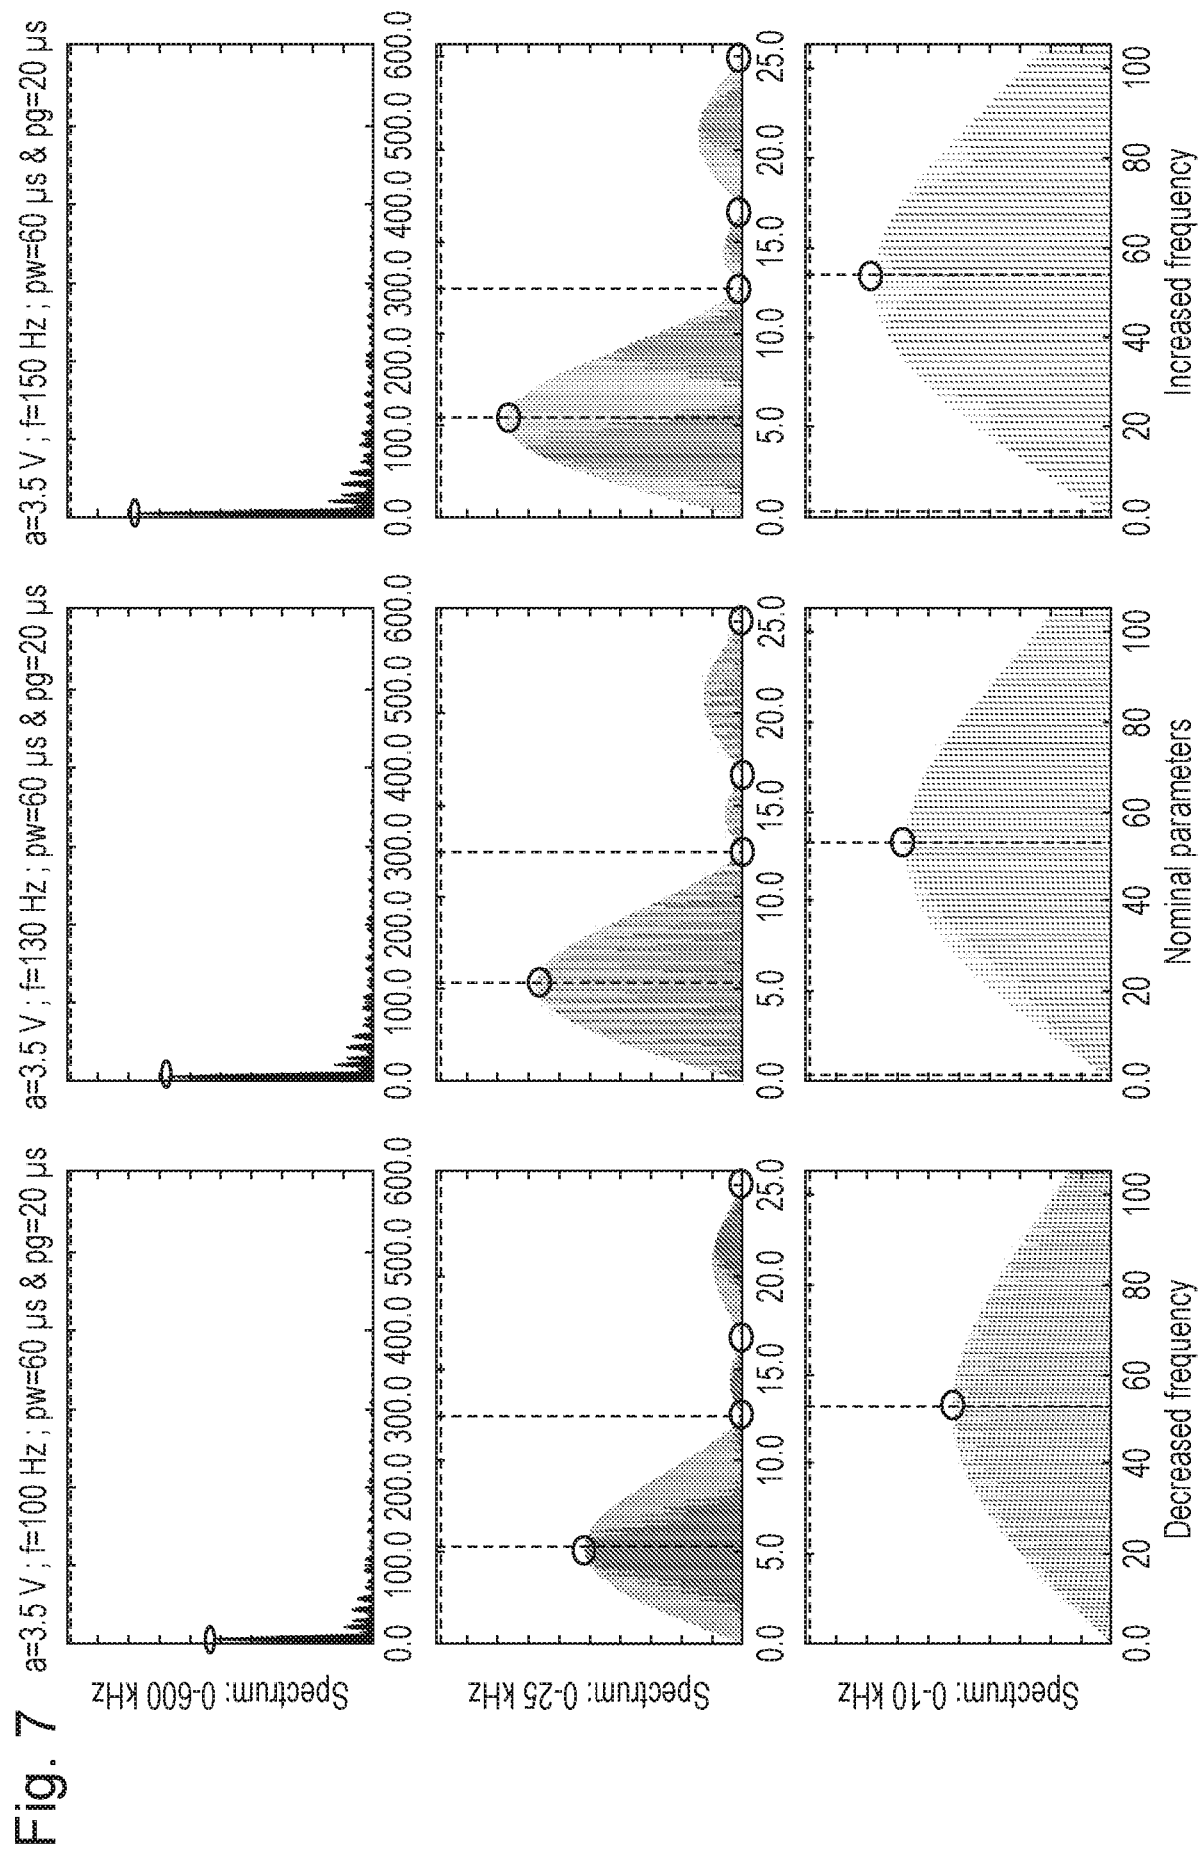 Fig. 7
a=3.5 V ; f=100 Hz ; pw=60 µs & pg=20 µs
a=3.5 V ; f=130 Hz ; pw=60 µs & pg=20 µs
a=3.5 V ; f=150 Hz ; pw=60 µs & pg=20 µs
Spectrum: 0-600 kHz
0.0 100.0 200.0 300.0 400.0 500.0 600.0
0.0 100.0 200.0 300.0 400.0 500.0 600.0
0.0 100.0 200.0 300.0 400.0 500.0 600.0
Spectrum: 0-25 kHz
0.0 5.0 10.0 15.0 20.0 25.0
0.0 5.0 10.0 15.0 20.0 25.0
0.0 5.0 10.0 15.0 20.0 25.0
Spectrum: 0-10 kHz
0.0 20 40 60 80 100
0.0 20 40 60 80 100
0.0 20 40 60 80 100
Decreased frequency
Nominal parameters
Increased frequency